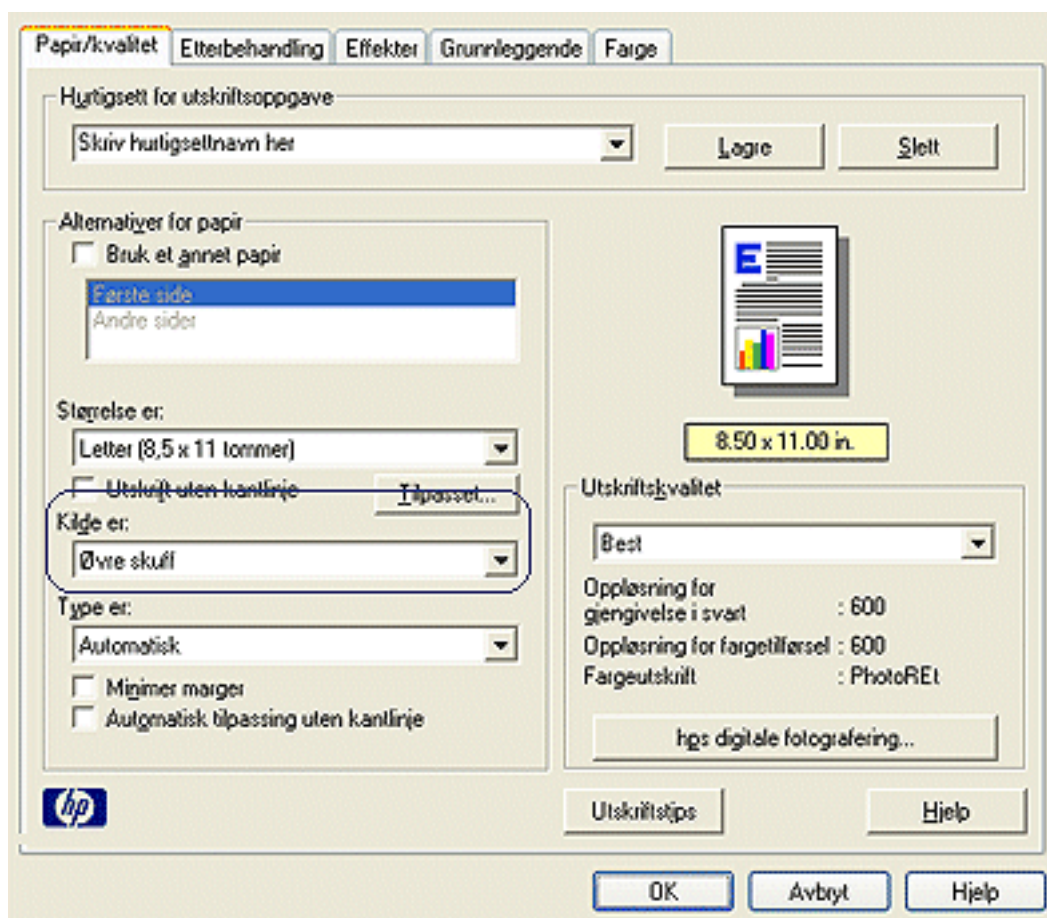 Papir/kvalitet Etterbehandling Effekter Grunnleggende Farge
Hurtigsett for utskriftsoppgave
Skriv hurtigsettnavn her
Lagre
Slett
Alternativer for papir
Bruk et annet papir
Første side
Andre sider
Størrelse er:
Letter (8,5 x 11 tommer)
Utskrift uten kantlinje
Tilpasset...
Kilde er:
Øvre skuff
Type er:
Automatisk
Minimer marger
Automatisk tilpassing uten kantlinje
E
8.50 x 11.00 in.
Utskriftskvalitet
Best
Oppløsning for
gjengivelse i svart : 600
Oppløsning for fargetilførsel : 600
Fargeutskrift : PhotoREt
hps digitale fotografering...
hp
Utskriftstips
Hjelp
OK
Avbryt
Hjelp